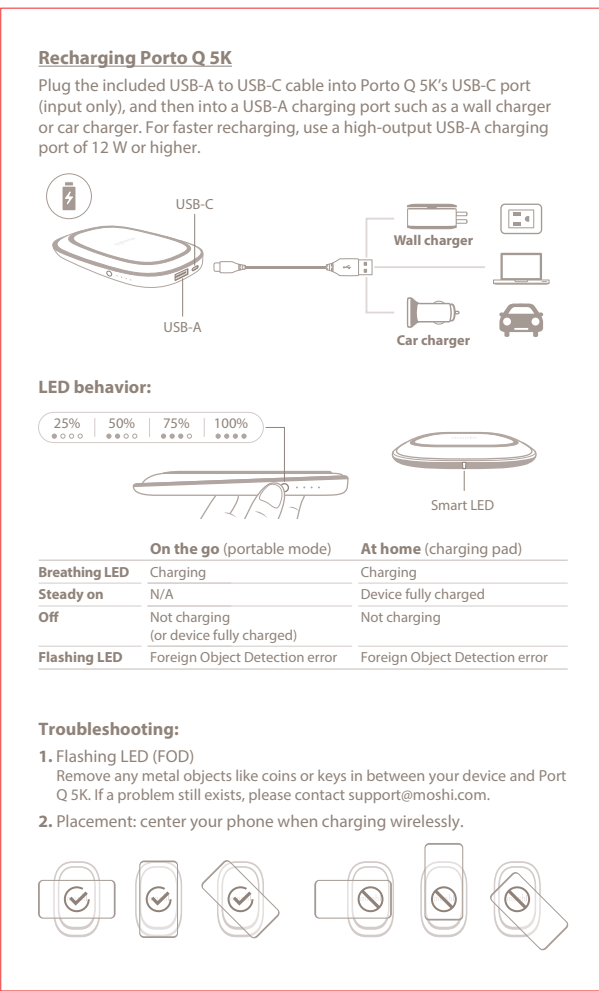 Recharging Porto Q 5K
Plug the included USB-A to USB-C cable into Porto Q 5K's USB-C port
(input only), and then into a USB-A charging port such as a wall charger
or car charger. For faster recharging, use a high-output USB-A charging
port of 12 W or higher.
USB-C
Wall charger
USB-A
Car charger
LED behavior:
25% 50% 75% 100%
Smart LED
On the go (portable mode) At home (charging pad)
Breathing LED Charging Charging
Steady on N/A Device fully charged
Off Not charging Not charging
(or device fully charged)
Flashing LED Foreign Object Detection error Foreign Object Detection error
Troubleshooting:
1. Flashing LED (FOD)
Remove any metal objects like coins or keys in between your device and Port
Q 5K. If a problem still exists, please contact support@moshi.com.
2. Placement: center your phone when charging wirelessly.